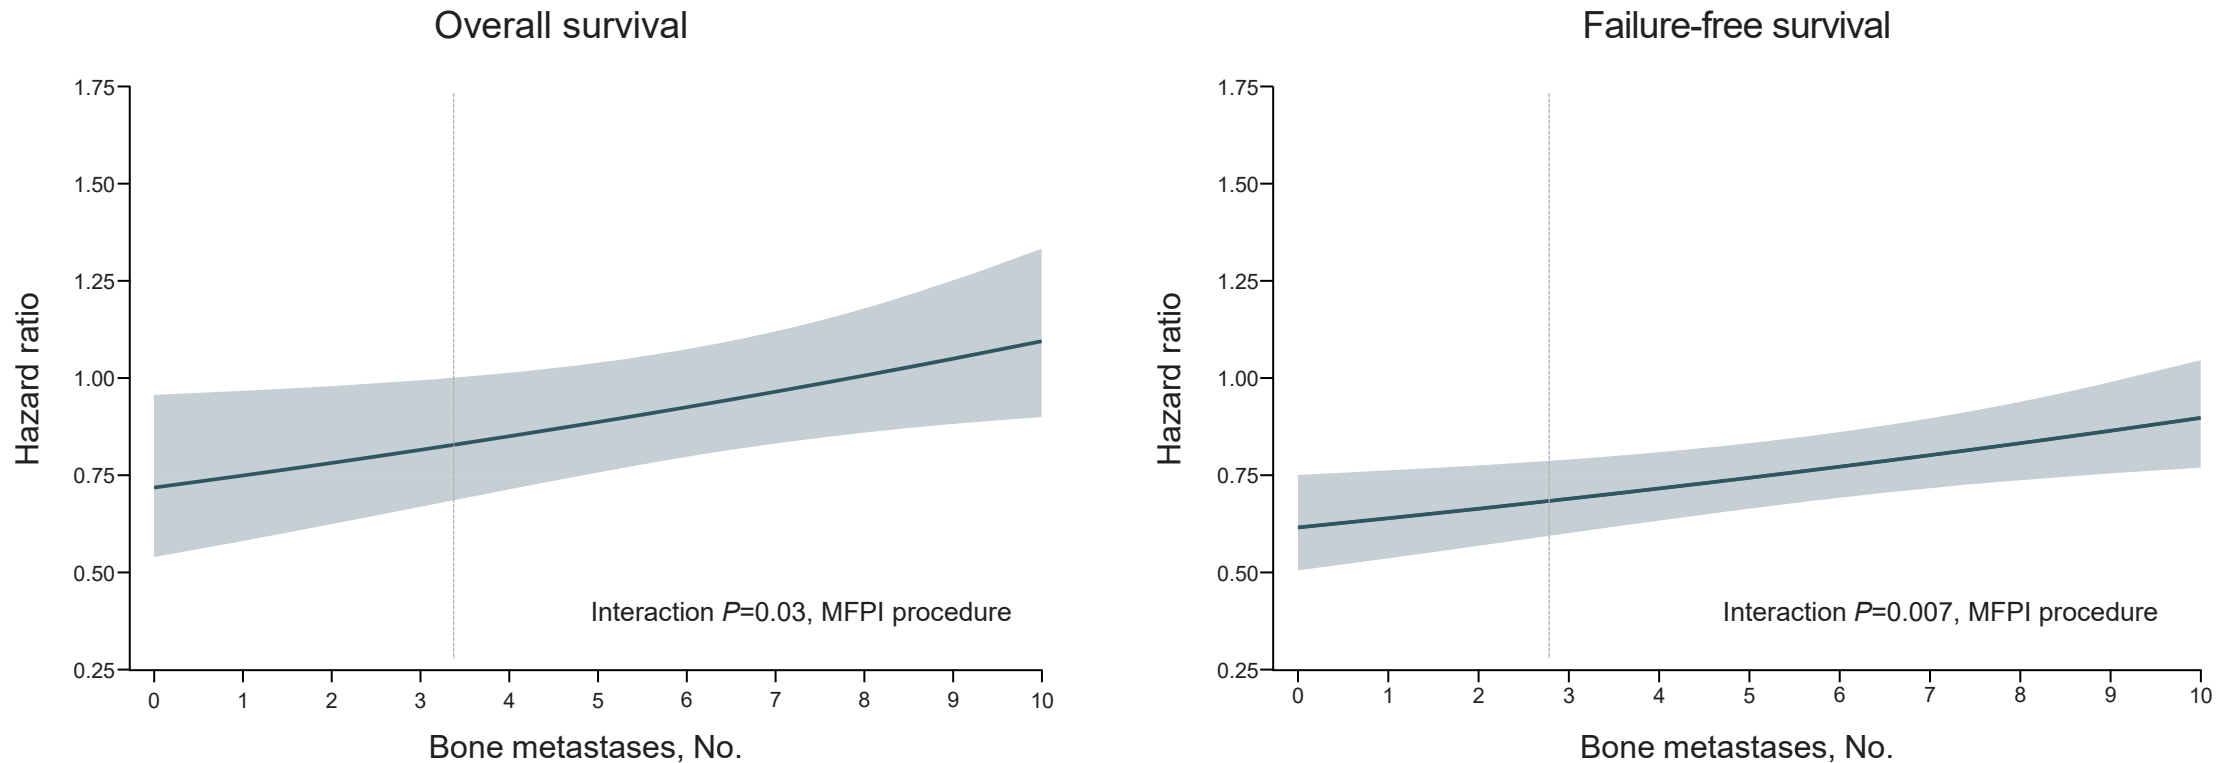 Overall survival
Hazard ratio
1.75
1.50
1.25
1.00
0.75
0.50
0.25
Interaction P=0.03, MFPI procedure
0 1 2 3 4 5 6 7 8 9 10
Bone metastases, No.
Failure-free survival
Hazard ratio
1.75
1.50
1.25
1.00
0.75
0.50
0.25
Interaction P=0.007, MFPI procedure
0 1 2 3 4 5 6 7 8 9 10
Bone metastases, No.